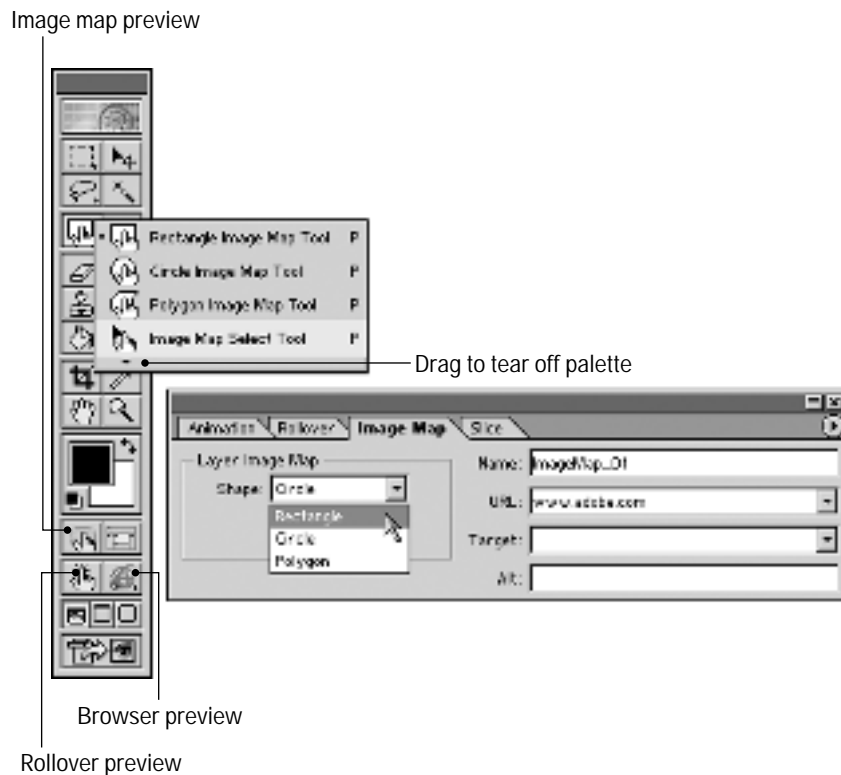 Image map preview
Rectangle Image Map Tool P
Circle Image Map Tool P
Polygon Image Map Tool P
Image Map Select Tool P
Drag to tear off palette
Animation Rollover Image Map Slice
Layer Image Map
Shape: Circle
Rectangle
Circle
Polygon
Name: ImageMap_01
URL: www.adobe.com
Target:
Alt:
Browser preview
Rollover preview